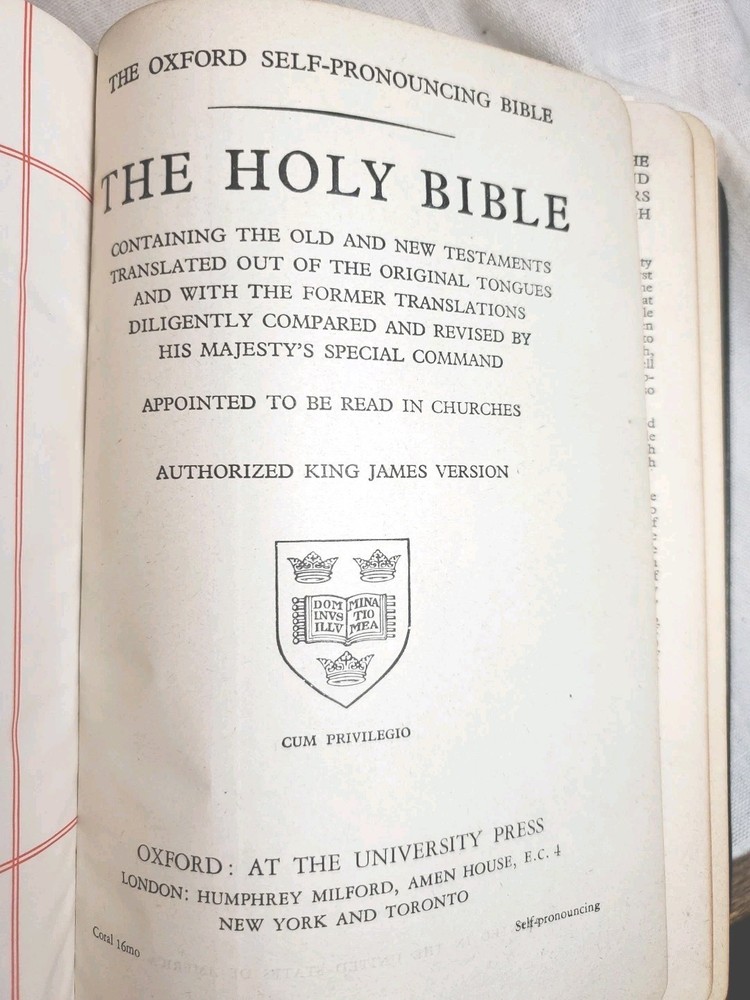 THE OXFORD SELF-PRONOUNCING BIBLE
THE HOLY BIBLE
CONTAINING THE OLD AND NEW TESTAMENTS
TRANSLATED OUT OF THE ORIGINAL TONGUES
AND WITH THE FORMER TRANSLATIONS
DILIGENTLY COMPARED AND REVISED BY
HIS MAJESTY'S SPECIAL COMMAND
APPOINTED TO BE READ IN CHURCHES
AUTHORIZED KING JAMES VERSION
DOM MINA
INVS TIO
ILLV MEA
CUM PRIVILEGIO
OXFORD: AT THE UNIVERSITY PRESS
LONDON: HUMPHREY MILFORD, AMEN HOUSE, E.C. 4
NEW YORK AND TORONTO
Coral 16mo
Self-pronouncing